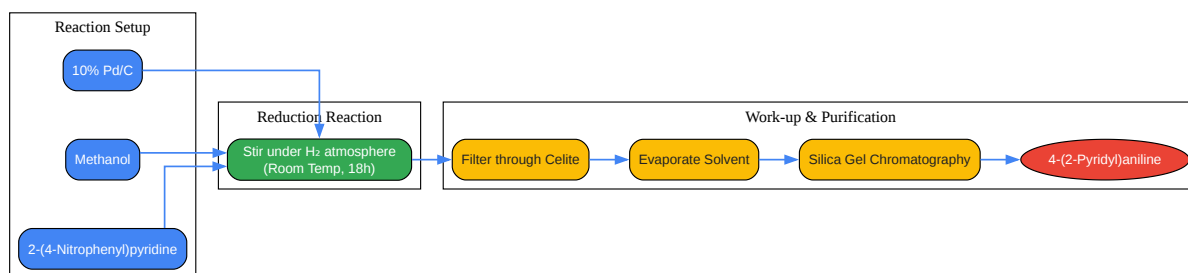 Reaction Setup
10% Pd/C
Methanol
2-(4-Nitrophenyl)pyridine
Reduction Reaction
Stir under H₂ atmosphere
(Room Temp, 18h)
Work-up & Purification
Filter through Celite
Evaporate Solvent
Silica Gel Chromatography
4-(2-Pyridyl)aniline